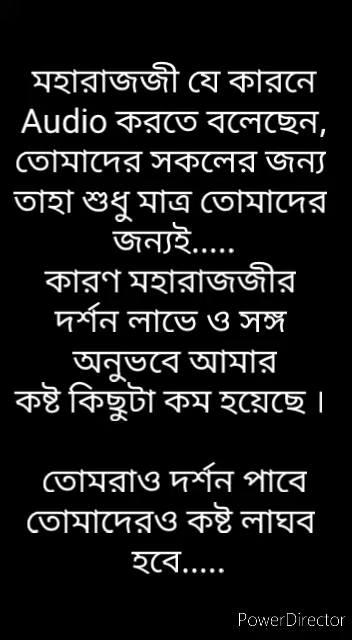 মহারাজজী যে কারনে
Audio করতে বলেছেন,
তোমাদের সকলের জন্য
তাহা শুধু মাত্র তোমাদের
জন্যই.....
কারণ মহারাজজীর
দর্শন লাভে ও সঙ্গ
অনুভবে আমার
কষ্ট কিছুটা কম হয়েছে ।
তোমরাও দর্শন পাবে
তোমাদেরও কষ্ট লাঘব
হবে.....
PowerDirector